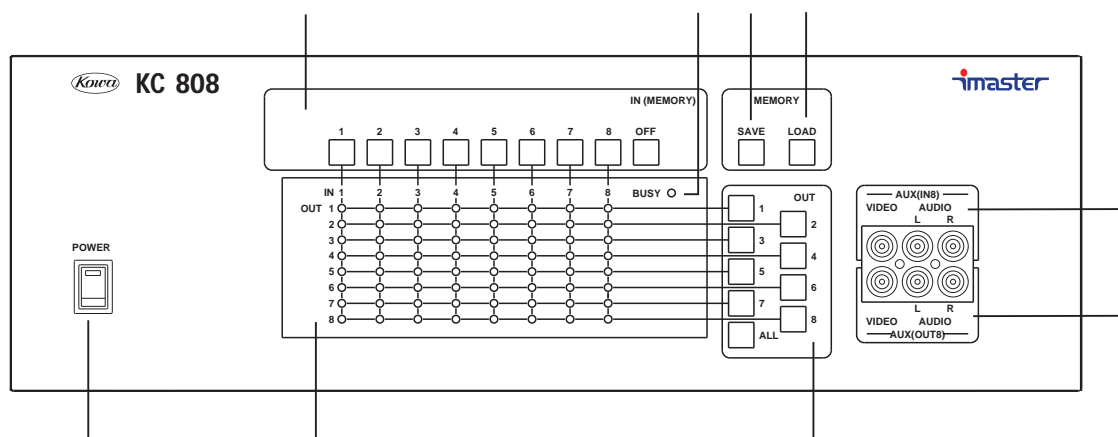 Kowa KC 808
imaster
IN (MEMORY)
1 2 3 4 5 6 7 8 OFF
MEMORY
SAVE LOAD
IN 1 2 3 4 5 6 7 8 BUSY
OUT 1
2
3
4
5
6
7
8
OUT
1
2
3
4
5
6
7
8
ALL
AUX(IN8)
VIDEO AUDIO
L R
L R
VIDEO AUDIO
AUX(OUT8)
POWER